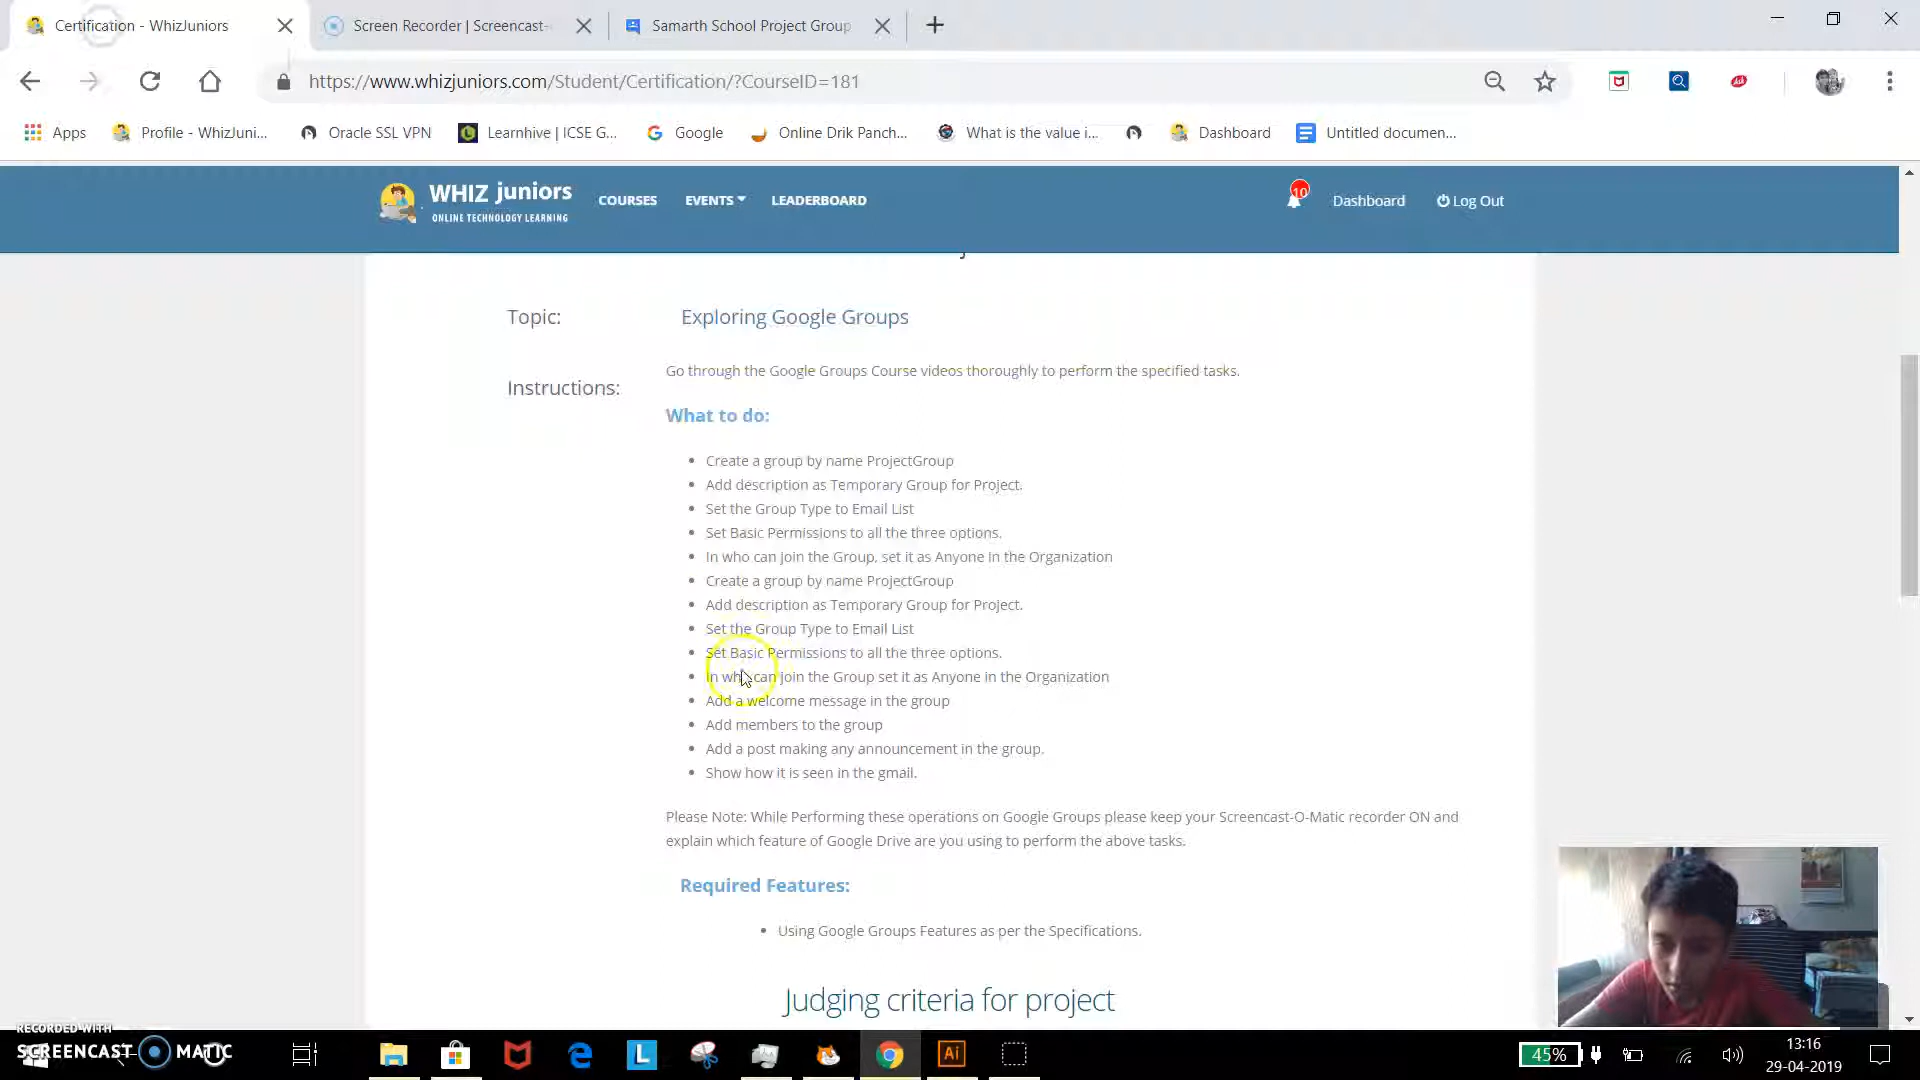 Certification - WhizJuniors
Screen Recorder | Screencast-
Samarth School Project Group
https://www.whizjuniors.com/Student/Certification/?CourseID=181
Apps
Profile - WhizJuni...
Oracle SSL VPN
Learnhive | ICSE G...
Google
Online Drik Panch...
What is the value i...
Dashboard
Untitled documen...
WHIZ juniors
ONLINE TECHNOLOGY LEARNING
COURSES
EVENTS
LEADERBOARD
10
Dashboard
Log Out
Topic:
Exploring Google Groups
Instructions:
Go through the Google Groups Course videos thoroughly to perform the specified tasks.
What to do:
Create a group by name ProjectGroup
Add description as Temporary Group for Project.
Set the Group Type to Email List
Set Basic Permissions to all the three options.
In who can join the Group, set it as Anyone in the Organization
Create a group by name ProjectGroup
Add description as Temporary Group for Project.
Set the Group Type to Email List
Set Basic Permissions to all the three options.
In who can join the Group set it as Anyone in the Organization
Add a welcome message in the group
Add members to the group
Add a post making any announcement in the group.
Show how it is seen in the gmail.
Please Note: While Performing these operations on Google Groups please keep your Screencast-O-Matic recorder ON and
explain which feature of Google Drive are you using to perform the above tasks.
Required Features:
Using Google Groups Features as per the Specifications.
Judging criteria for project
RECORDED WITH
SCREENCAST MATIC
L
Ai
45%
13:16
29-04-2019